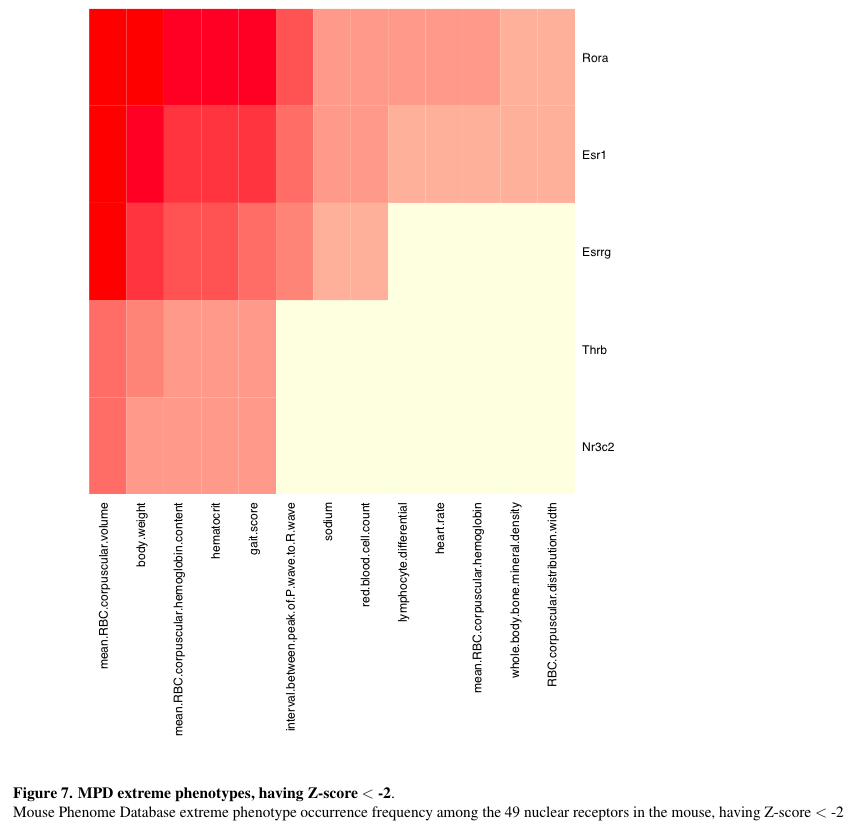 Rora
Esr1
Esrrg
Thrb
Nr3c2
mean.RBC.corpuscular.volume
body.weight
mean.RBC.corpuscular.hemoglobin.content
hematocrit
gait.score
interval.between.peak.of.P.wave.to.R.wave
sodium
red.blood.cell.count
lymphocyte.differential
heart.rate
mean.RBC.corpuscular.hemoglobin
whole.body.bone.mineral.density
RBC.corpuscular.distribution.width
Figure 7. MPD extreme phenotypes, having Z-score < -2.
Mouse Phenome Database extreme phenotype occurrence frequency among the 49 nuclear receptors in the mouse, having Z-score < -2